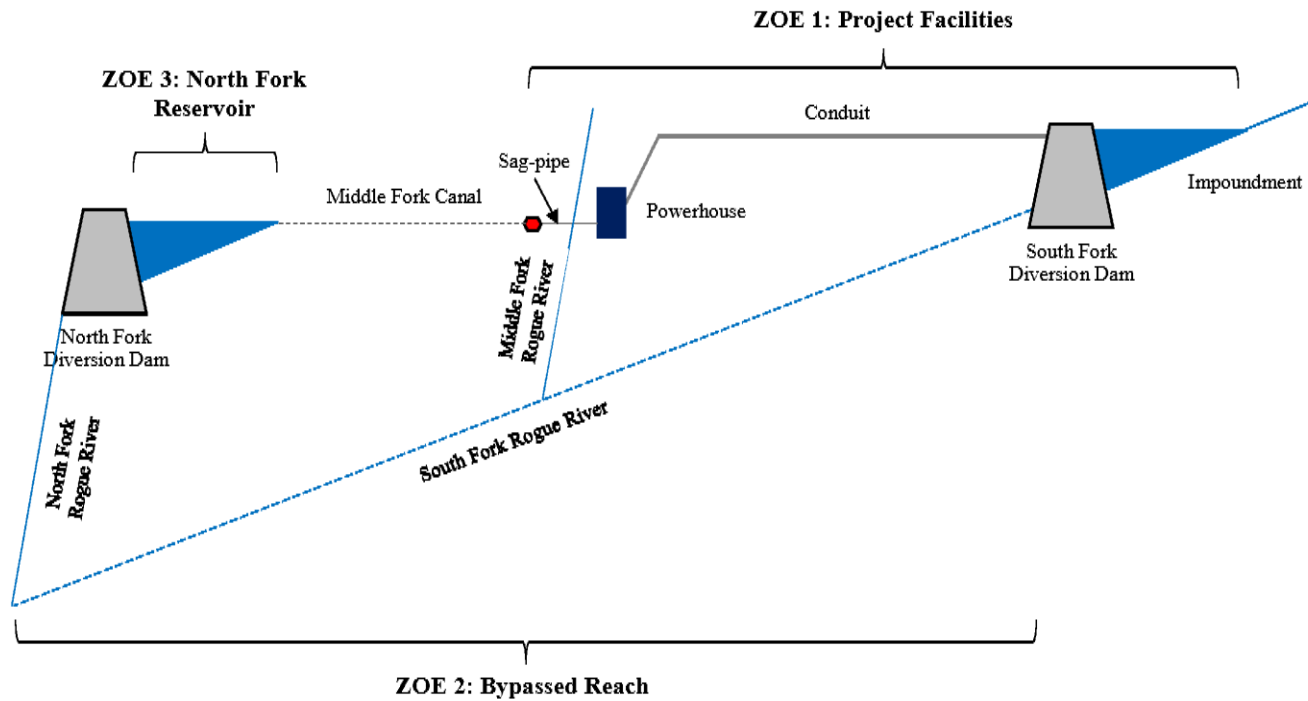 ZOE 1: Project Facilities
ZOE 3: North Fork
Reservoir
Conduit
Sag-pipe
Middle Fork Canal
Impoundment
Powerhouse
South Fork
Diversion Dam
Middle Fork
Rogue River
North Fork
Diversion Dam
North Fork
Rogue River
South Fork Rogue River
ZOE 2: Bypassed Reach